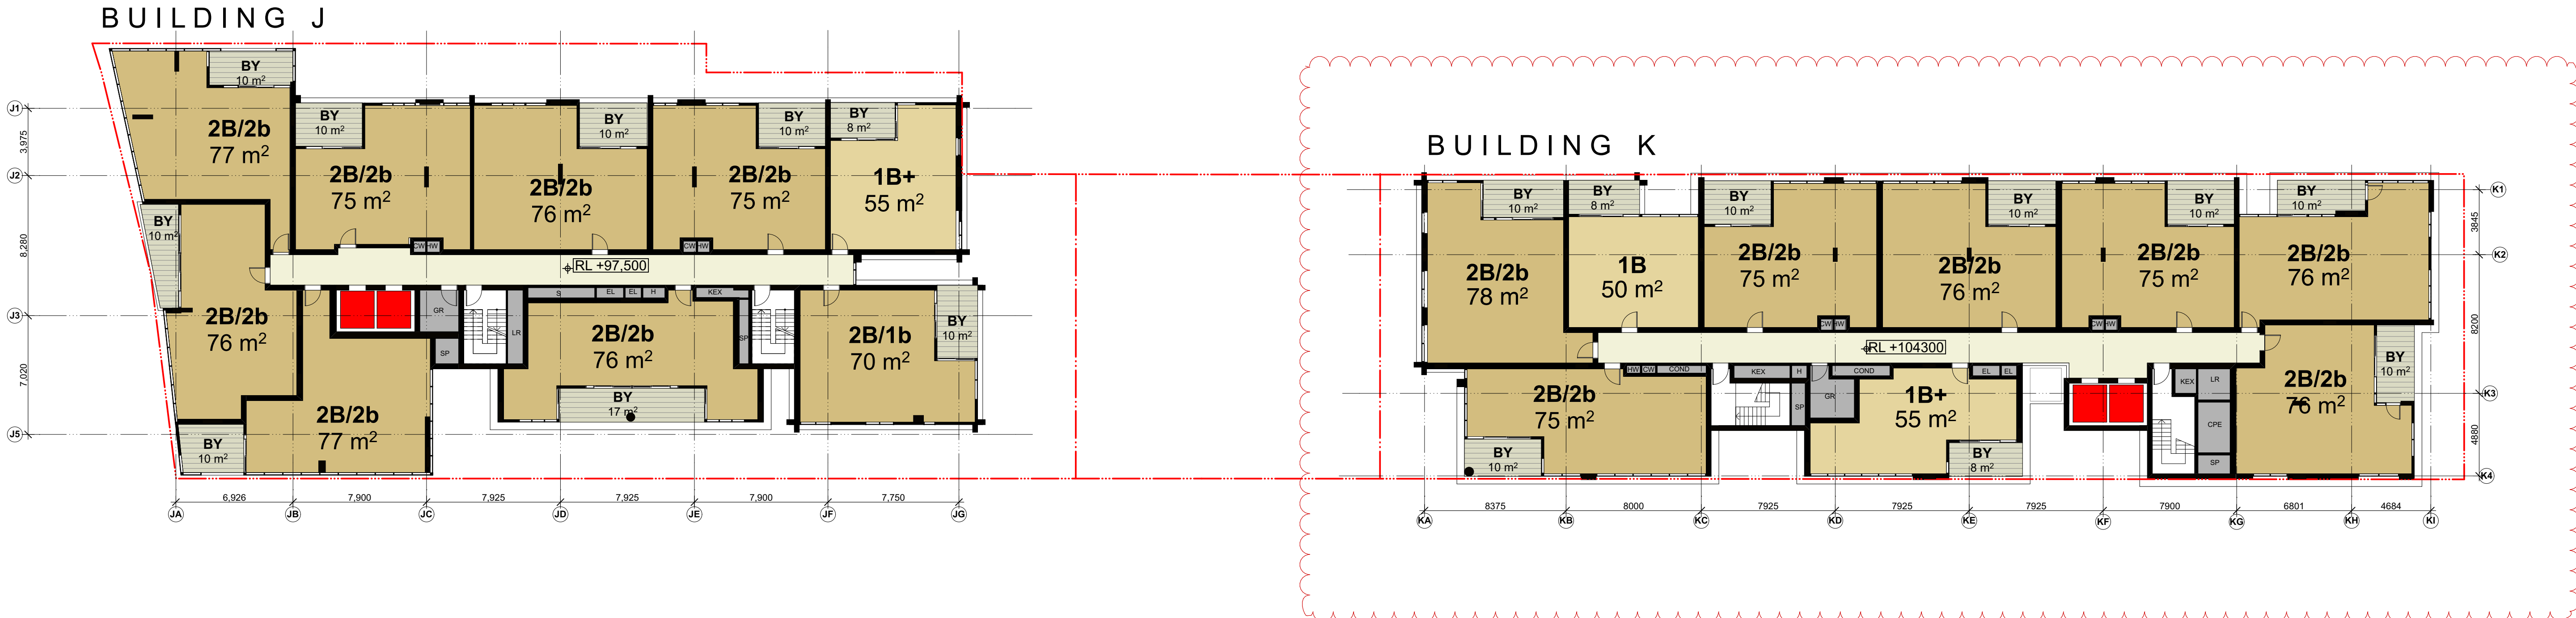 BUILDING J
BY
10 m²
2B/2b
77 m²
BY
10 m²
2B/2b
75 m²
BY
10 m²
2B/2b
76 m²
BY
10 m²
2B/2b
75 m²
BY
8 m²
1B+
55 m²
CW HW
CW HW
RL +97,500
BY
10 m²
2B/2b
76 m²
2B/2b
77 m²
BY
10 m²
GR
SP
LR
S
EL
EL
H
KEX
SP
2B/2b
76 m²
BY
17 m²
2B/1b
70 m²
BY
10 m²
J1
3,975
J2
8,280
J3
7,020
J5
6,926
7,900
7,925
7,925
7,900
7,750
JA
JB
JC
JD
JE
JF
JG
BUILDING K
2B/2b
78 m²
BY
10 m²
BY
8 m²
1B
50 m²
BY
10 m²
2B/2b
75 m²
BY
10 m²
2B/2b
76 m²
BY
10 m²
2B/2b
75 m²
BY
10 m²
2B/2b
76 m²
CW HW
CW HW
RL +104300
HW CW COND
2B/2b
75 m²
BY
10 m²
KEX
H
SP
GR
COND
EL
EL
1B+
55 m²
BY
8 m²
KEX
LR
CPE
SP
2B/2b
76 m²
BY
10 m²
K1
3845
K2
8200
K3
4880
K4
8375
8000
7925
7925
7925
7900
6801
4684
KA
KB
KC
KD
KE
KF
KG
KH
KI